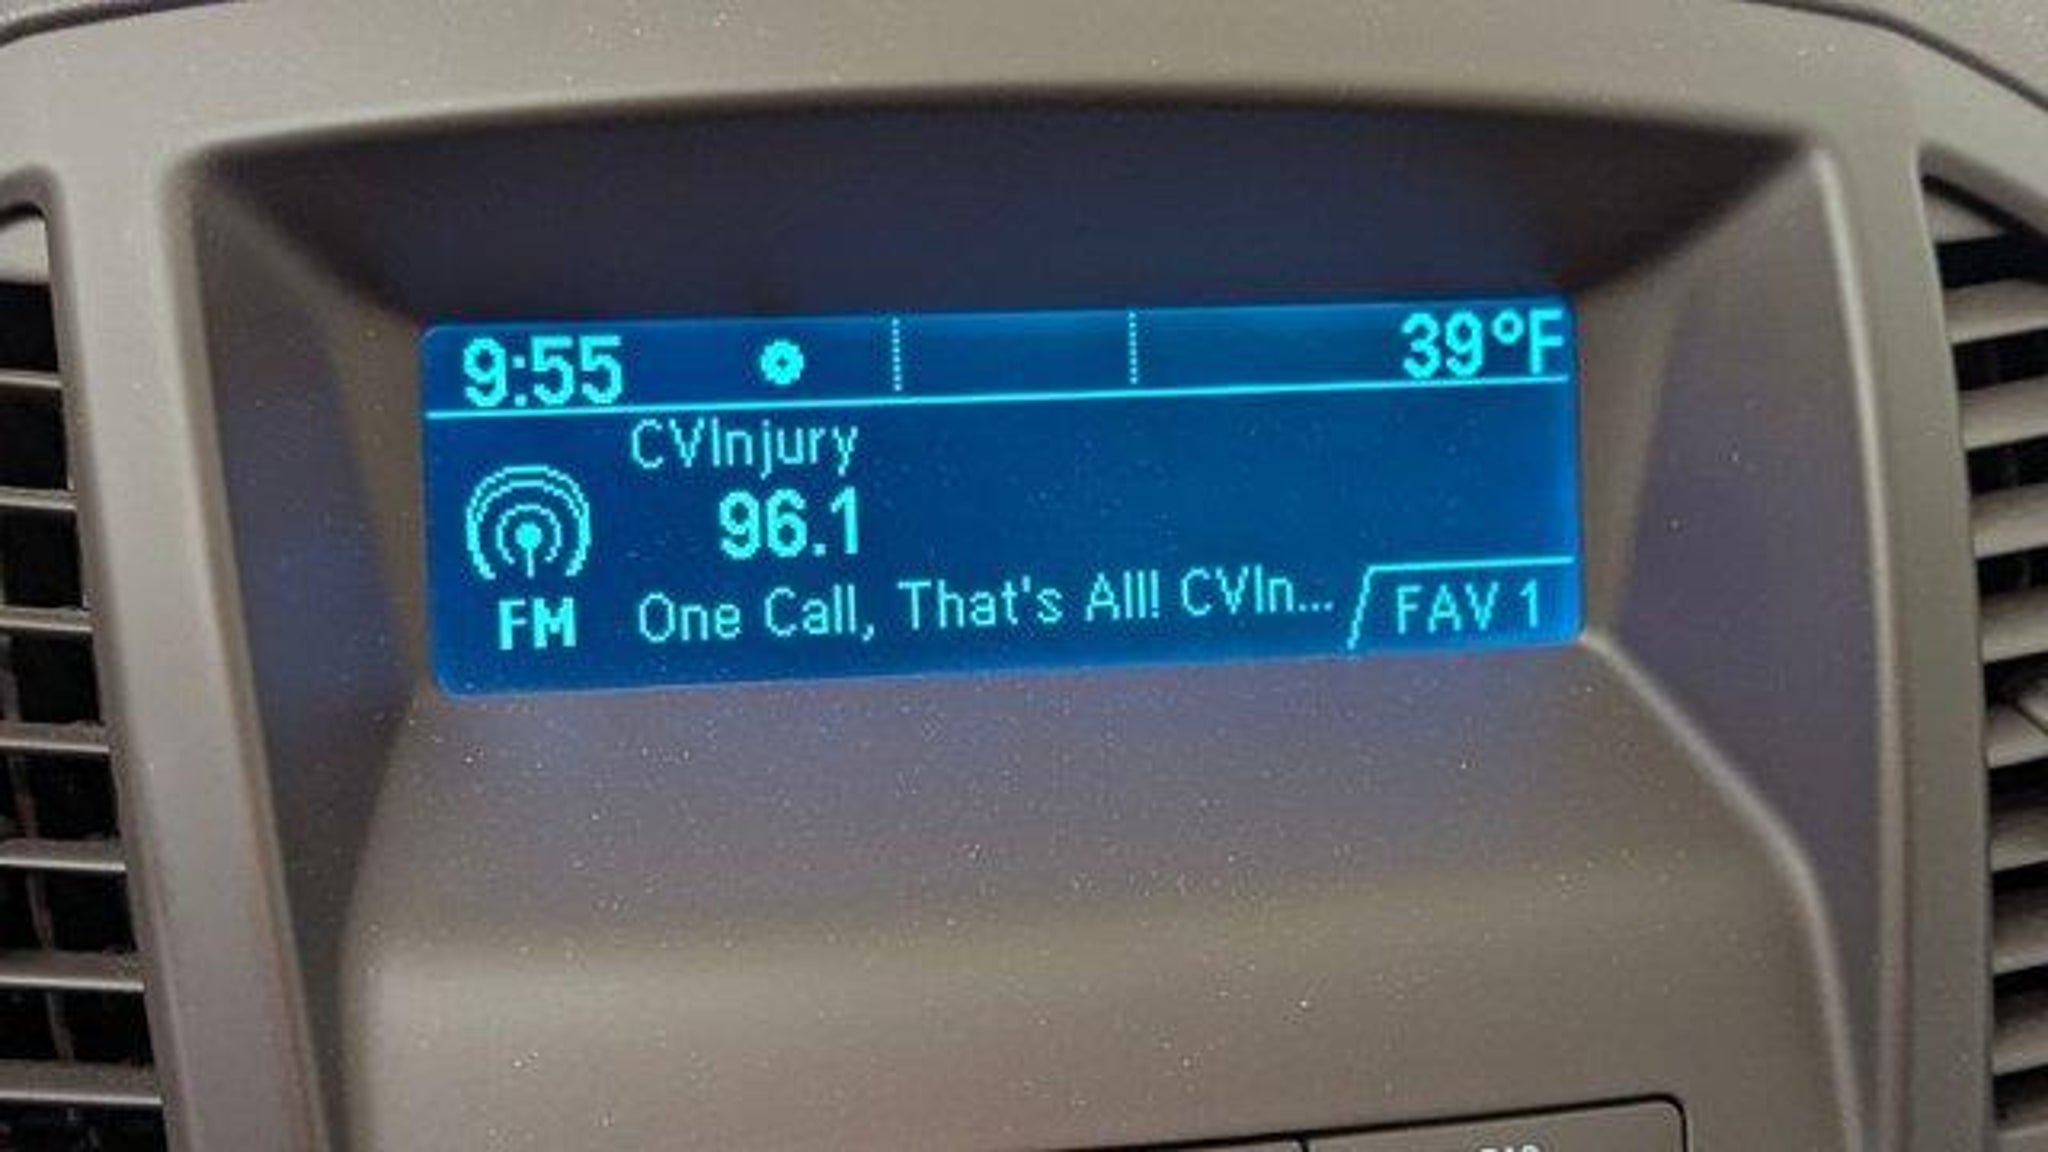 9:55 39°F
CVInjury
96.1
FM One Call, That's All! CVIn... FAV 1